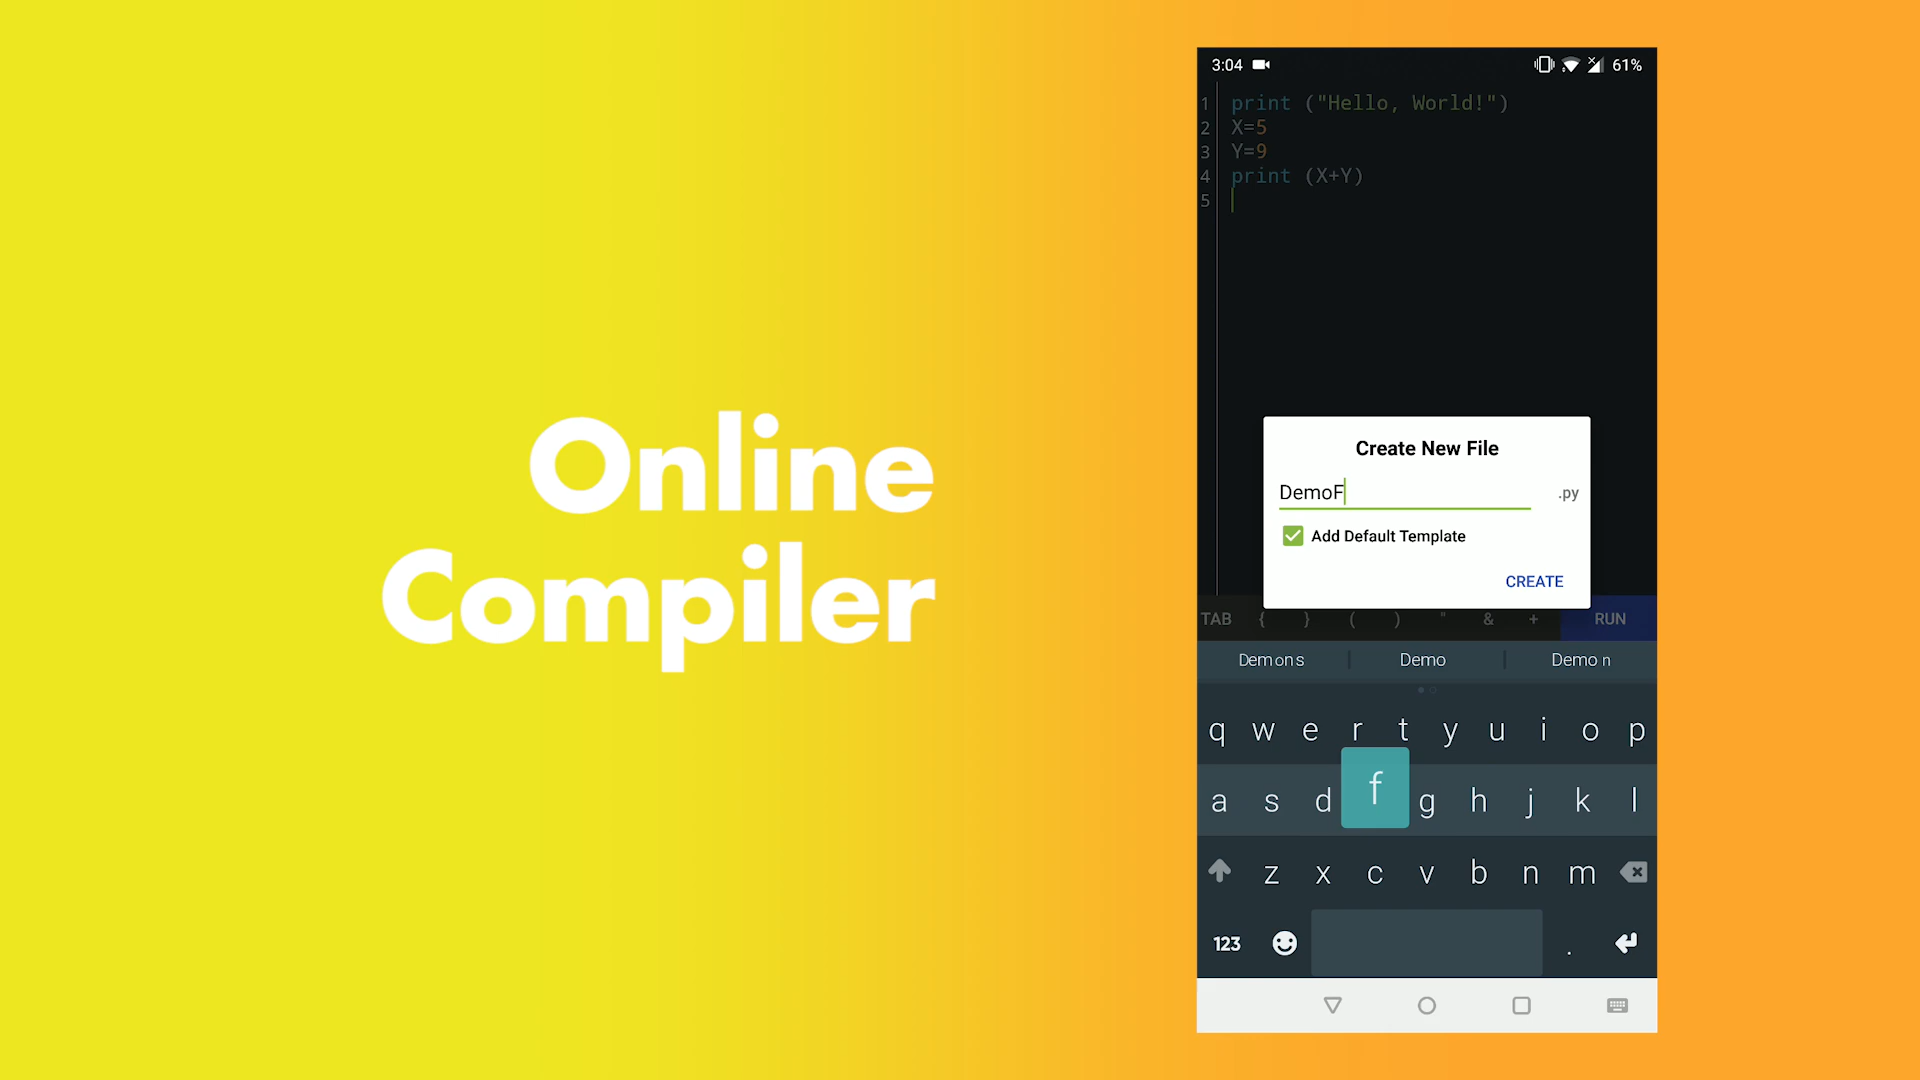 Online
Compiler
3:04 61%
1 print ("Hello, World!")
2 X=5
3 Y=9
4 print (X+Y)
5
Create New File
DemoF .py
Add Default Template
CREATE
TAB { } ( ) " & + RUN
Demons Demo Demon
q w e r t y u i o p
a s d f g h j k l
z x c v b n m
123 .